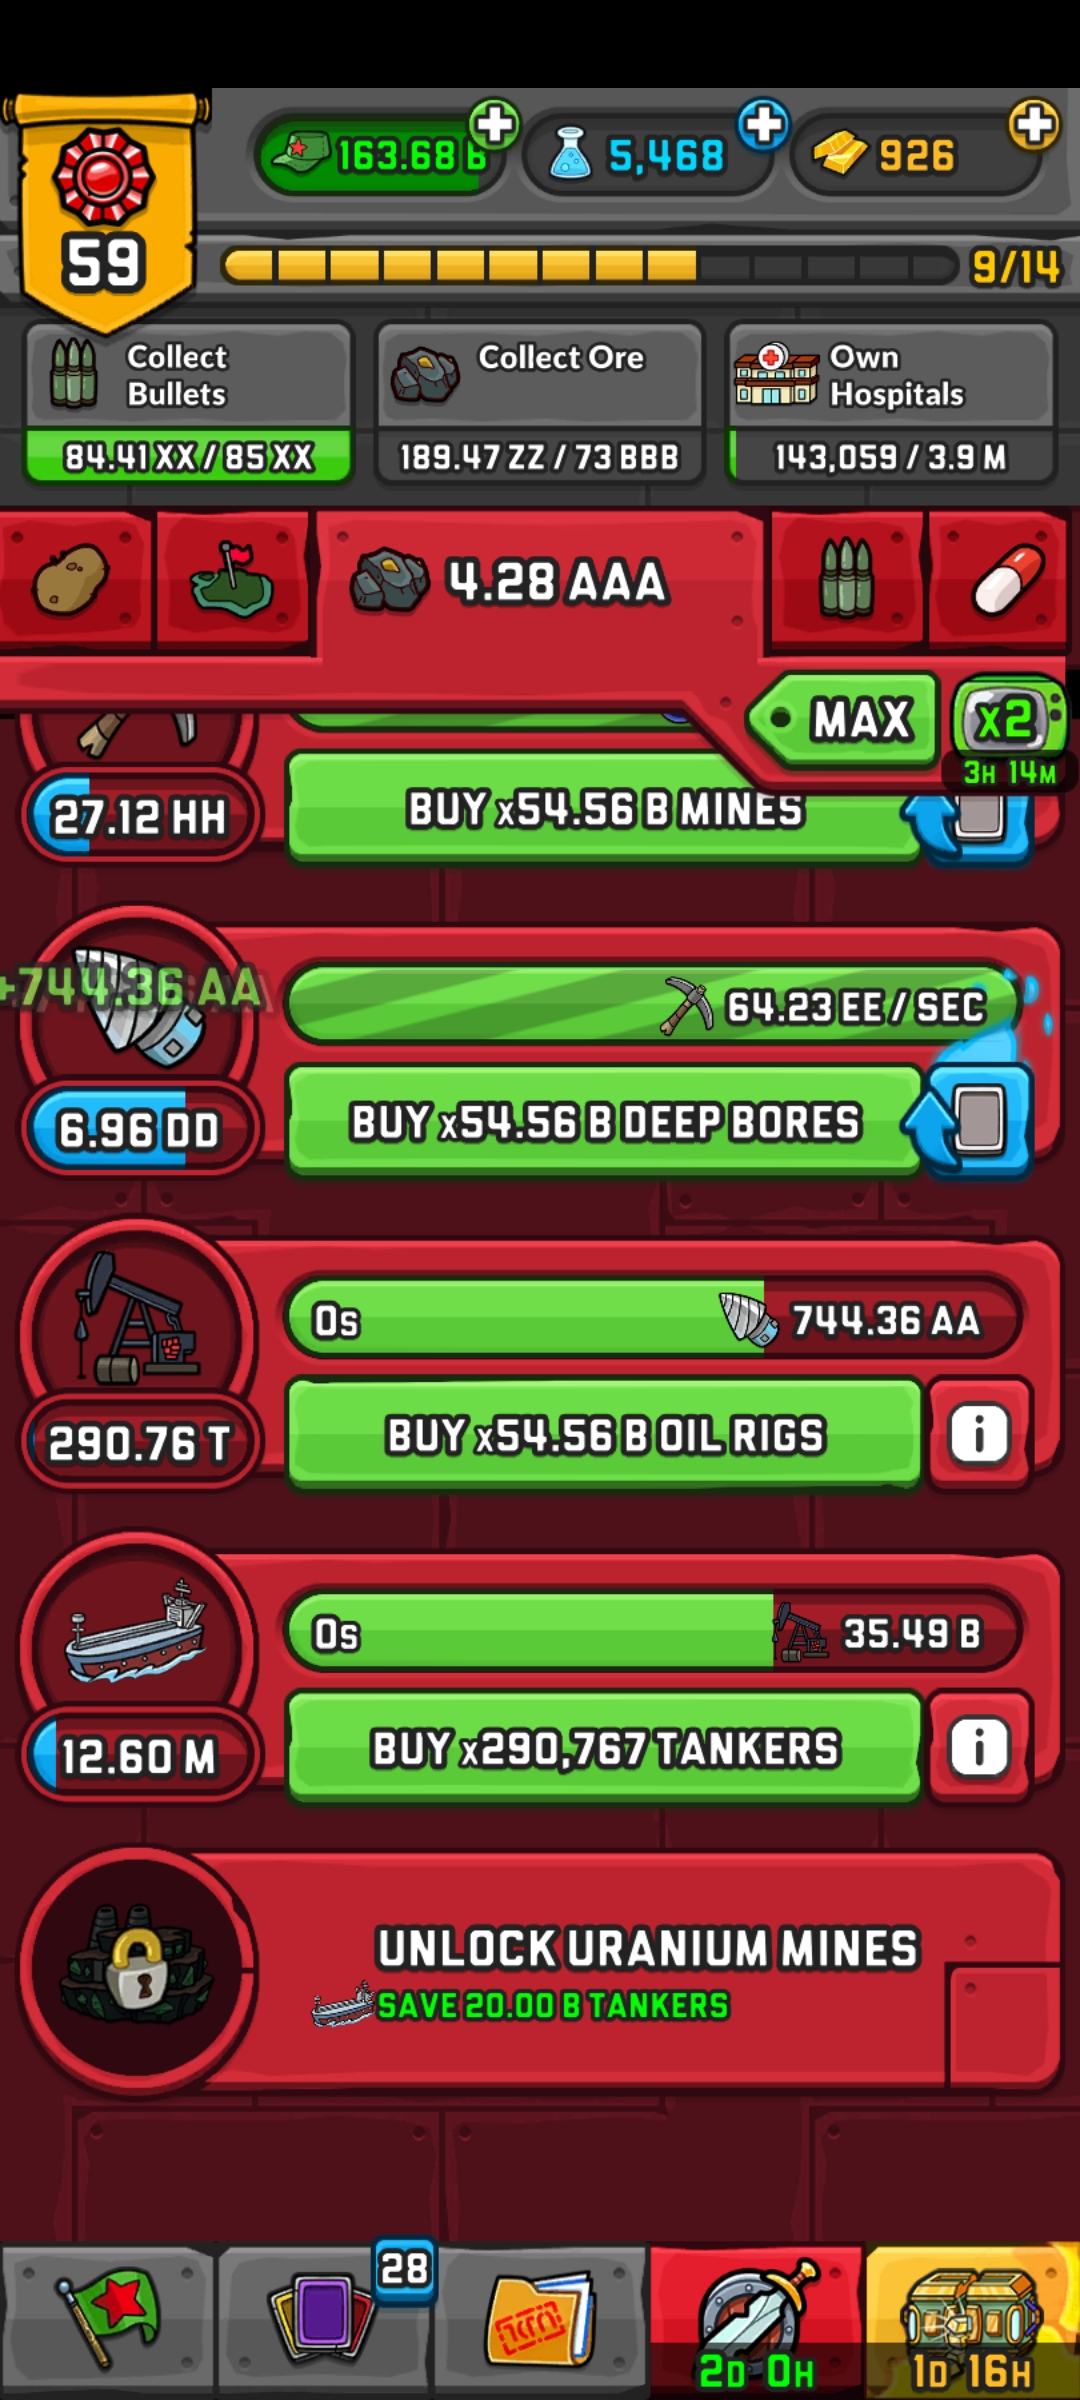 163.68 B
5,468
926
59
9/14
Collect
Bullets
84.41 XX / 85 XX
Collect Ore
189.47 ZZ / 73 BBB
Own
Hospitals
143,059 / 3.9 M
4.28 AAA
MAX
x2
3H 14M
27.12 HH
BUY x54.56 B MINES
+744.36 AA
64.23 EE / SEC
6.96 DD
BUY x54.56 B DEEP BORES
0s
744.36 AA
290.76 T
BUY x54.56 B OIL RIGS
i
0s
35.49 B
12.60 M
BUY x290,767 TANKERS
i
UNLOCK URANIUM MINES
SAVE 20.00 B TANKERS
28
2D 0H
1D 16H